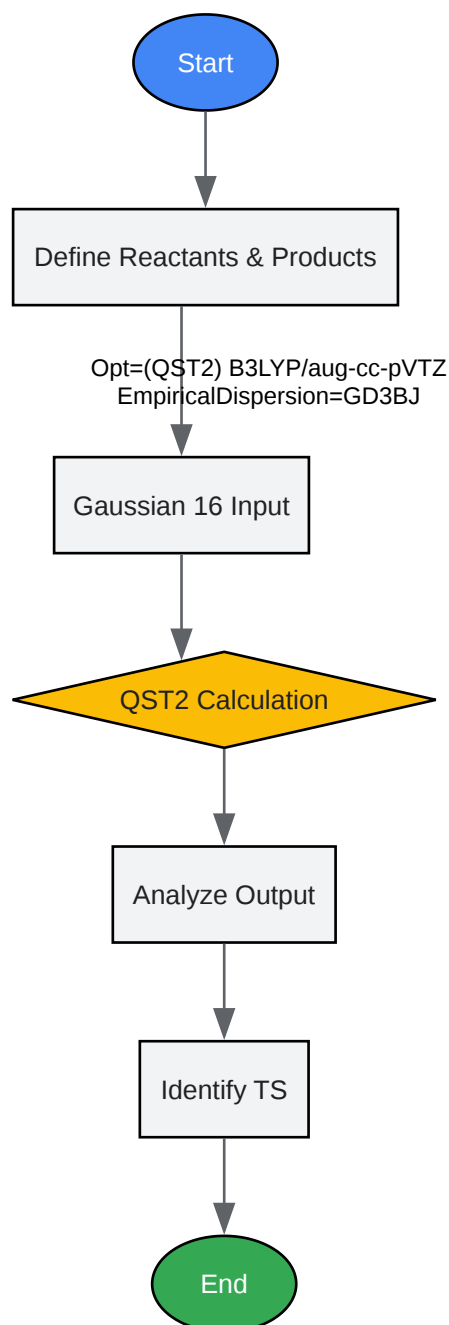 Start
Define Reactants & Products
Opt=(QST2) B3LYP/aug-cc-pVTZ
EmpiricalDispersion=GD3BJ
Gaussian 16 Input
QST2 Calculation
Analyze Output
Identify TS
End